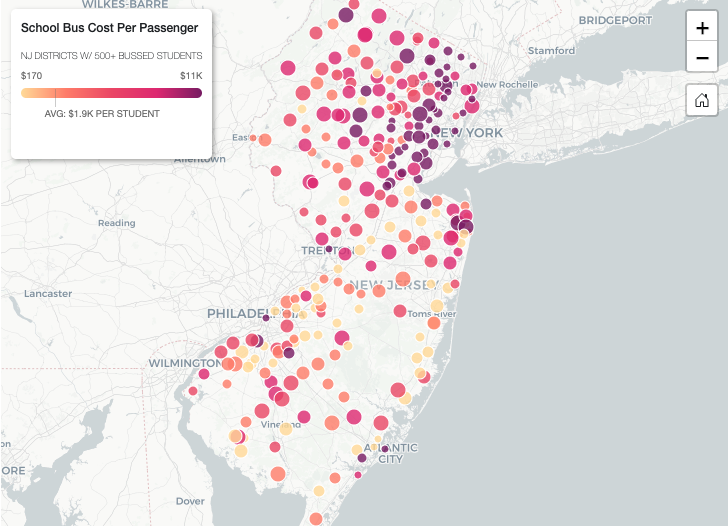 WILKES-BARRE
School Bus Cost Per Passenger
NJ DISTRICTS W/ 500+ BUSSED STUDENTS
$170 $11K
AVG: $1.9K PER STUDENT
BRIDGEPORT
+
Stamford
−
New Rochelle
NEW YORK
East
Allentown
Reading
TRENTON
Lancaster
NEW JERSEY
PHILADELPHIA
Toms River
WILMINGTON
Vineland
ATLANTIC
CITY
ORE
Dover